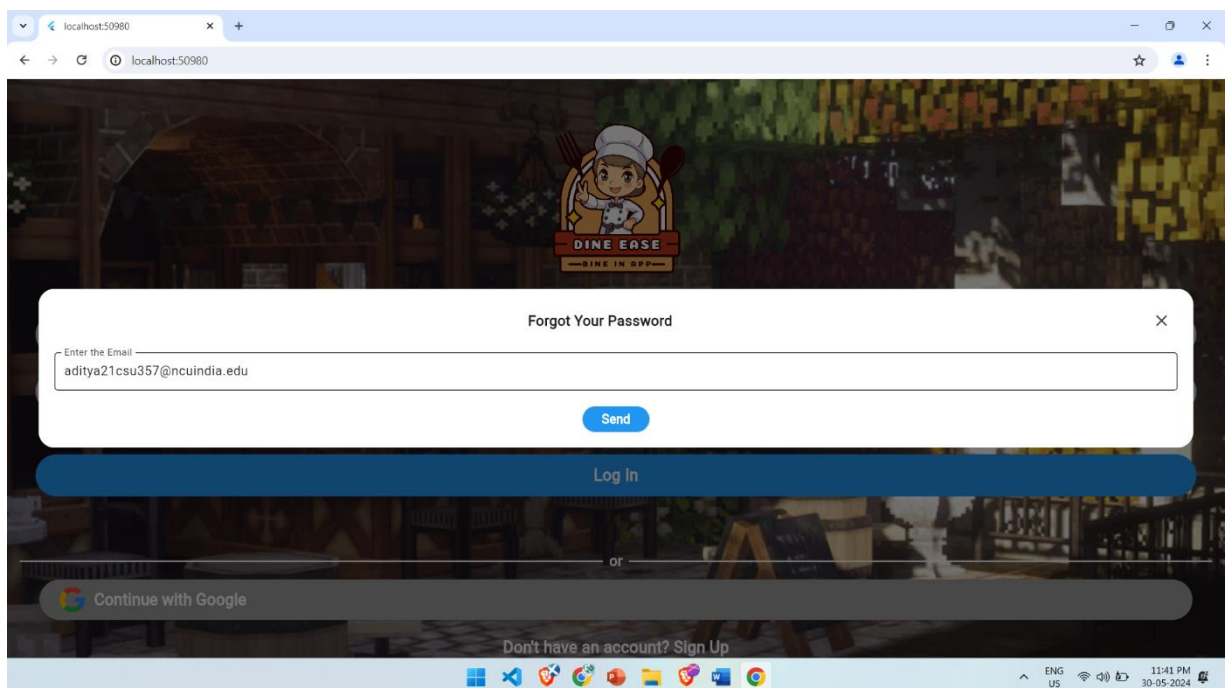 localhost:50980
localhost:50980
DINE EASE
DINE IN APP
Forgot Your Password
Enter the Email
aditya21csu357@ncuindia.edu
Send
Log In
or
Continue with Google
Don't have an account? Sign Up
ENG
US
11:41 PM
30-05-2024